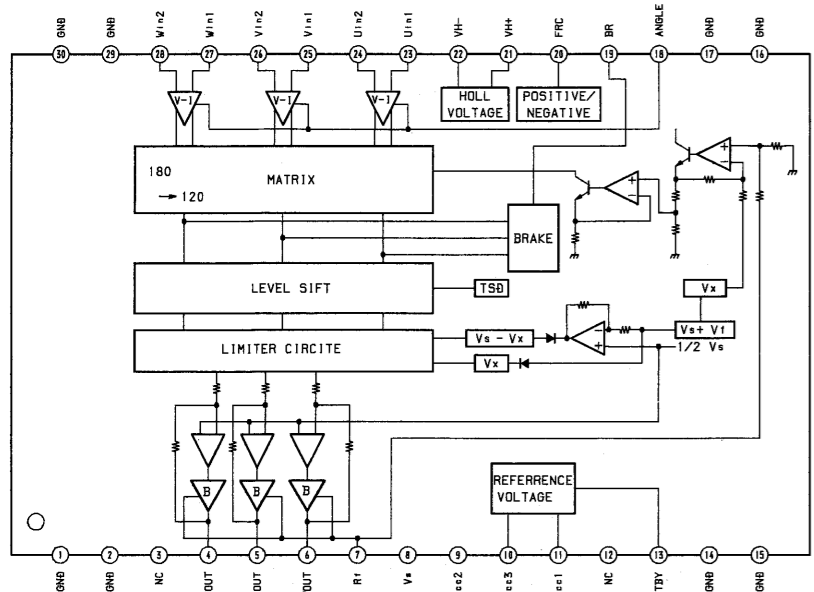 GND GND Win2 Win1 Vin2 Vin1 Uin2 Uin1 VH- VH+ FRC BR ANGLE GND GND
30 29 28 27 26 25 24 23 22 21 20 19 18 17 16
V-I V-I V-I
HOLL
VOLTAGE
POSITIVE/
NEGATIVE
180
→ 120
MATRIX
BRAKE
LEVEL SIFT
TSD
Vx
Vs + Vf
1/2 Vs
LIMITER CIRCITE
Vs - Vx
Vx
+
-
+
-
-
+
B B B
REFERRENCE
VOLTAGE
1 2 3 4 5 6 7 8 9 10 11 12 13 14 15
GND GND NC OUT OUT OUT Rf Vs cc2 cc3 cc1 NC TBY GND GND